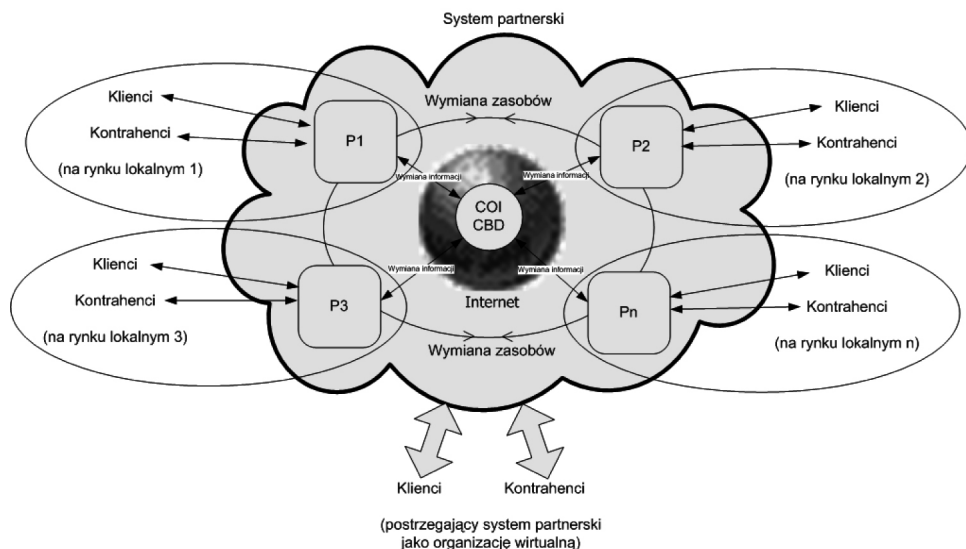 System partnerski
Klienci
Kontrahenci
(na rynku lokalnym 1)
P1
Wymiana zasobów
P2
Klienci
Kontrahenci
(na rynku lokalnym 2)
Wymiana informacji
Wymiana informacji
COI
CBD
Klienci
Kontrahenci
(na rynku lokalnym 3)
P3
Wymiana informacji
Wymiana informacji
Internet
Pn
Klienci
Kontrahenci
(na rynku lokalnym n)
Wymiana zasobów
Klienci
Kontrahenci
(postrzegający system partnerski
jako organizację wirtualną)